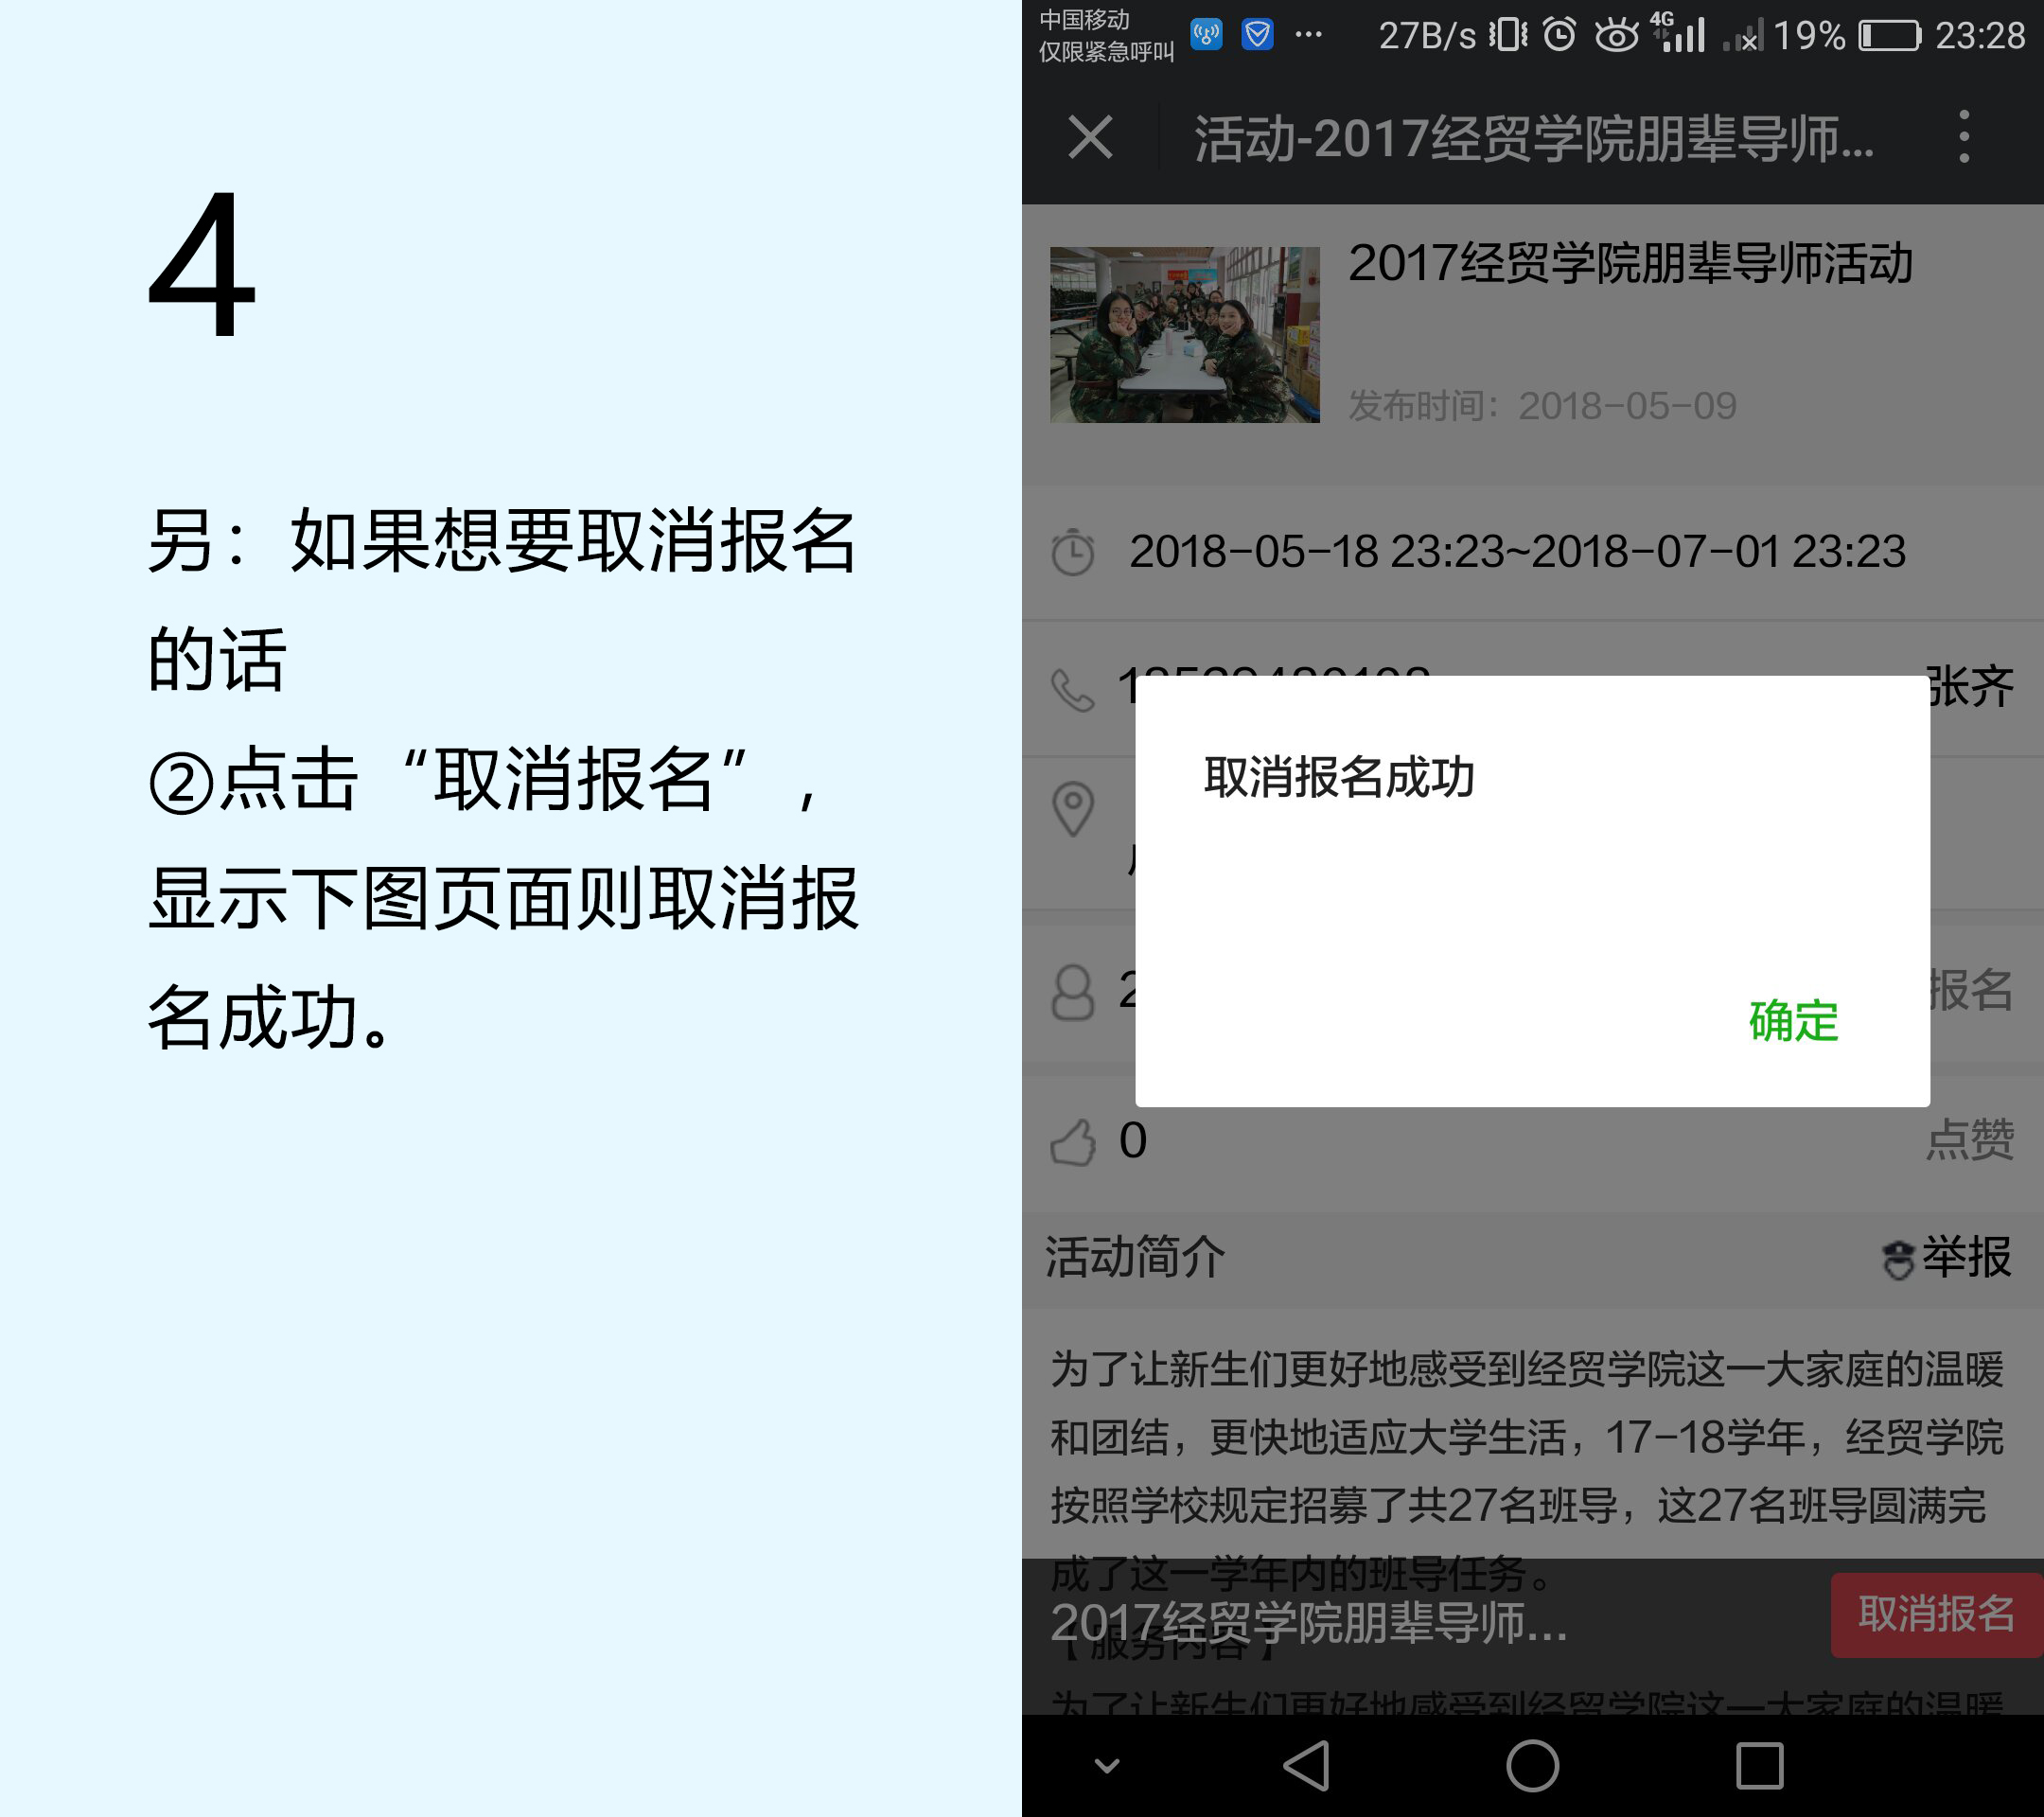 4
另：如果想要取消报名
的话
②点击“取消报名”，
显示下图页面则取消报
名成功。
中国移动
仅限紧急呼叫
27B/s 4G 19% 23:28
活动-2017经贸学院朋辈导师...
2017经贸学院朋辈导师活动
发布时间：2018-05-09
2018-05-18 23:23~2018-07-01 23:23
张齐
取消报名成功
报名
确定
0 点赞
活动简介 举报
为了让新生们更好地感受到经贸学院这一大家庭的温暖
和团结，更快地适应大学生活，17-18学年，经贸学院
按照学校规定招募了共27名班导，这27名班导圆满完
成了这一学年内的班导任务。
2017经贸学院朋辈导师... 取消报名
【服务内容】
为了让新生们更好地感受到经贸学院这一大家庭的温暖